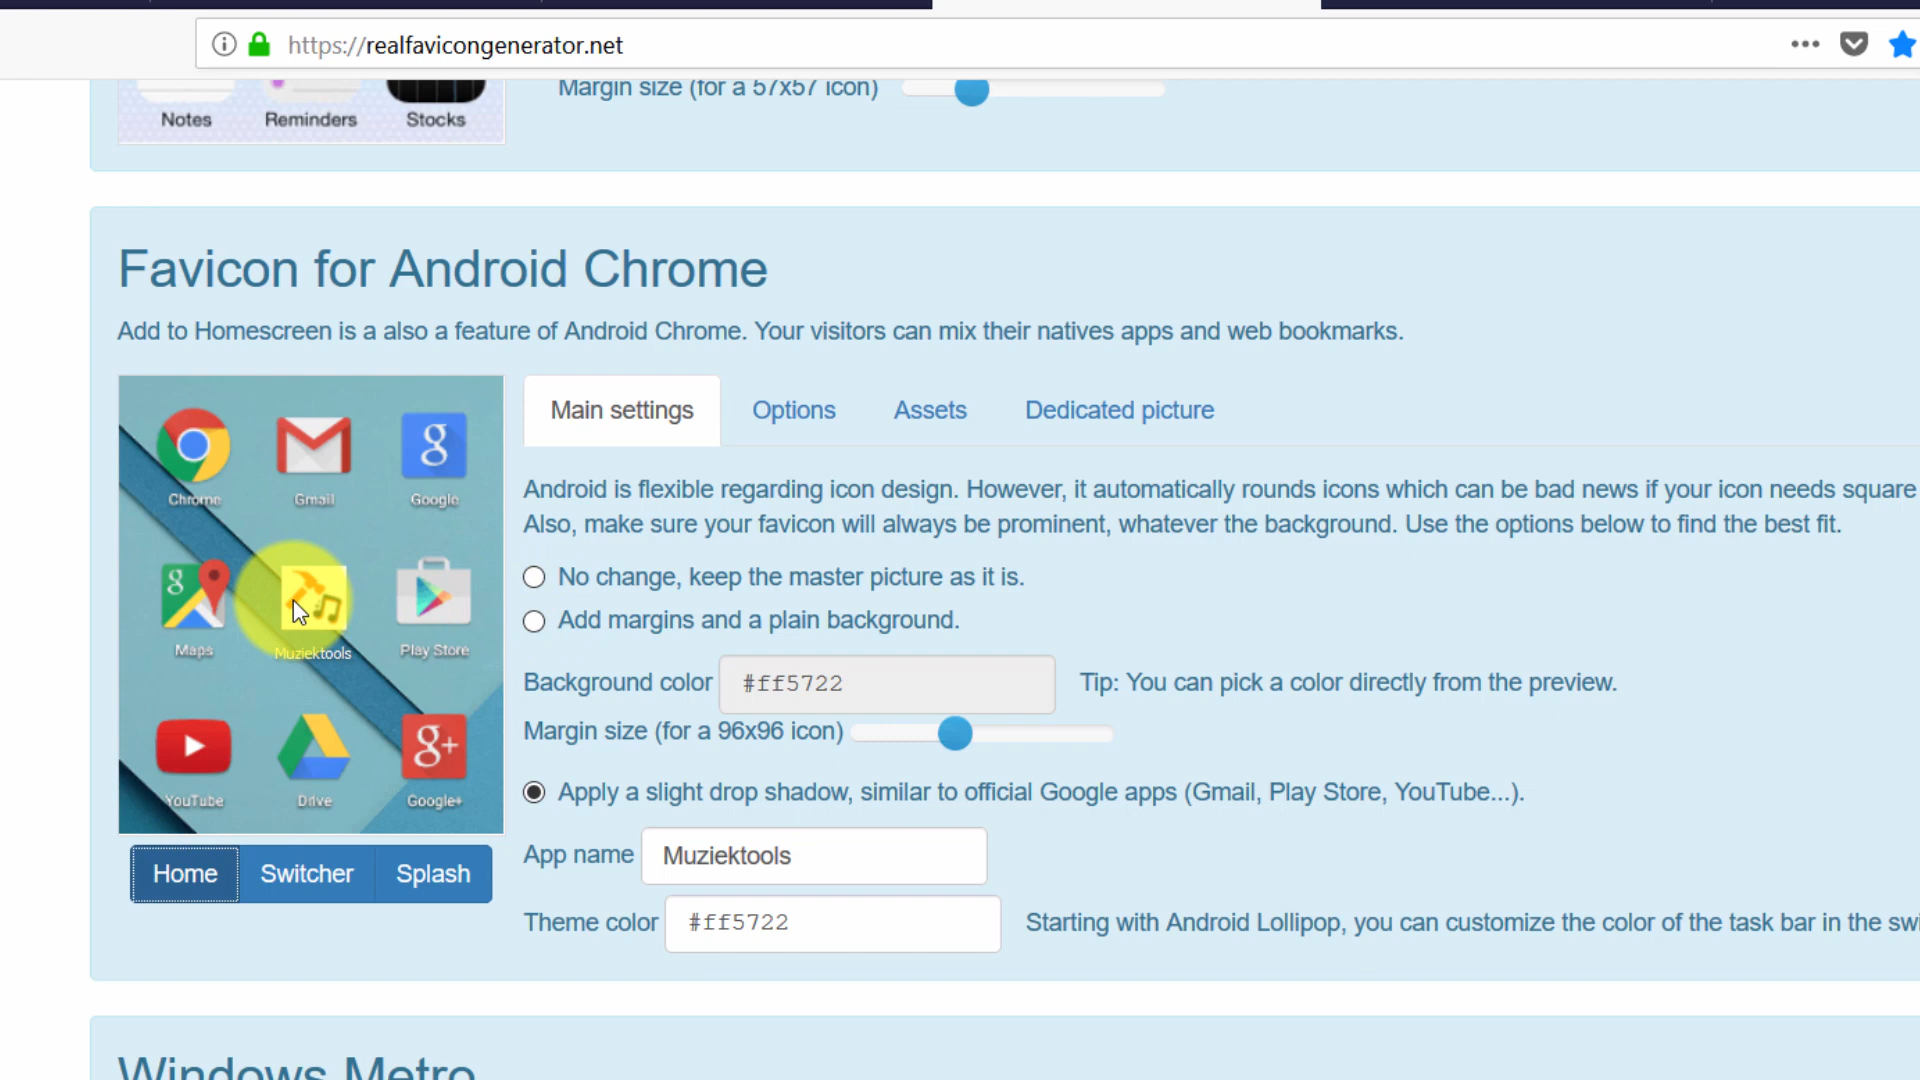 https://realfavicongenerator.net
Margin size (for a 57x57 icon)
Notes
Reminders
Stocks
Favicon for Android Chrome
Add to Homescreen is a also a feature of Android Chrome. Your visitors can mix their natives apps and web bookmarks.
Main settings
Options
Assets
Dedicated picture
Chrome
Gmail
Google
Maps
Muziektools
Play Store
YouTube
Drive
Google+
Home
Switcher
Splash
Android is flexible regarding icon design. However, it automatically rounds icons which can be bad news if your icon needs square
Also, make sure your favicon will always be prominent, whatever the background. Use the options below to find the best fit.
No change, keep the master picture as it is.
Add margins and a plain background.
Background color #ff5722 Tip: You can pick a color directly from the preview.
Margin size (for a 96x96 icon)
Apply a slight drop shadow, similar to official Google apps (Gmail, Play Store, YouTube...).
App name Muziektools
Theme color #ff5722 Starting with Android Lollipop, you can customize the color of the task bar in the
Windows Metro